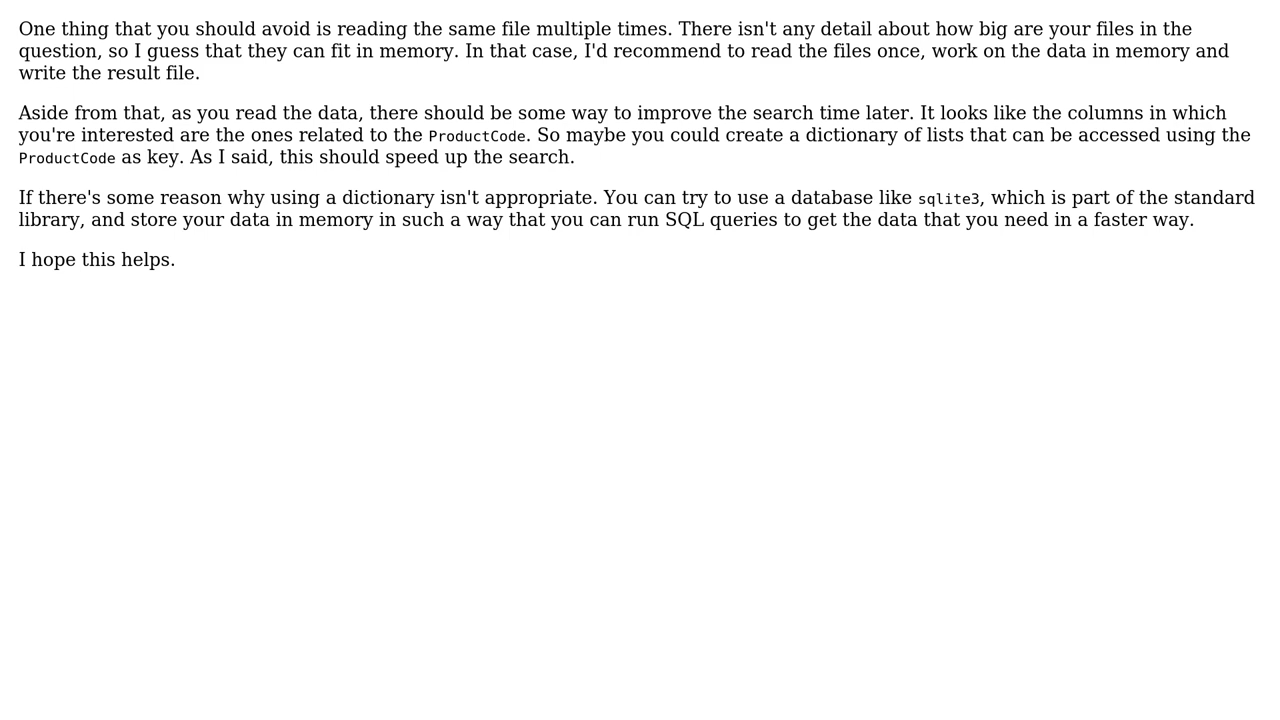 One thing that you should avoid is reading the same file multiple times. There isn't any detail about how big are your files in the
question, so I guess that they can fit in memory. In that case, I'd recommend to read the files once, work on the data in memory and
write the result file.
Aside from that, as you read the data, there should be some way to improve the search time later. It looks like the columns in which
you're interested are the ones related to the ProductCode. So maybe you could create a dictionary of lists that can be accessed using the
ProductCode as key. As I said, this should speed up the search.
If there's some reason why using a dictionary isn't appropriate. You can try to use a database like sqlite3, which is part of the standard
library, and store your data in memory in such a way that you can run SQL queries to get the data that you need in a faster way.
I hope this helps.